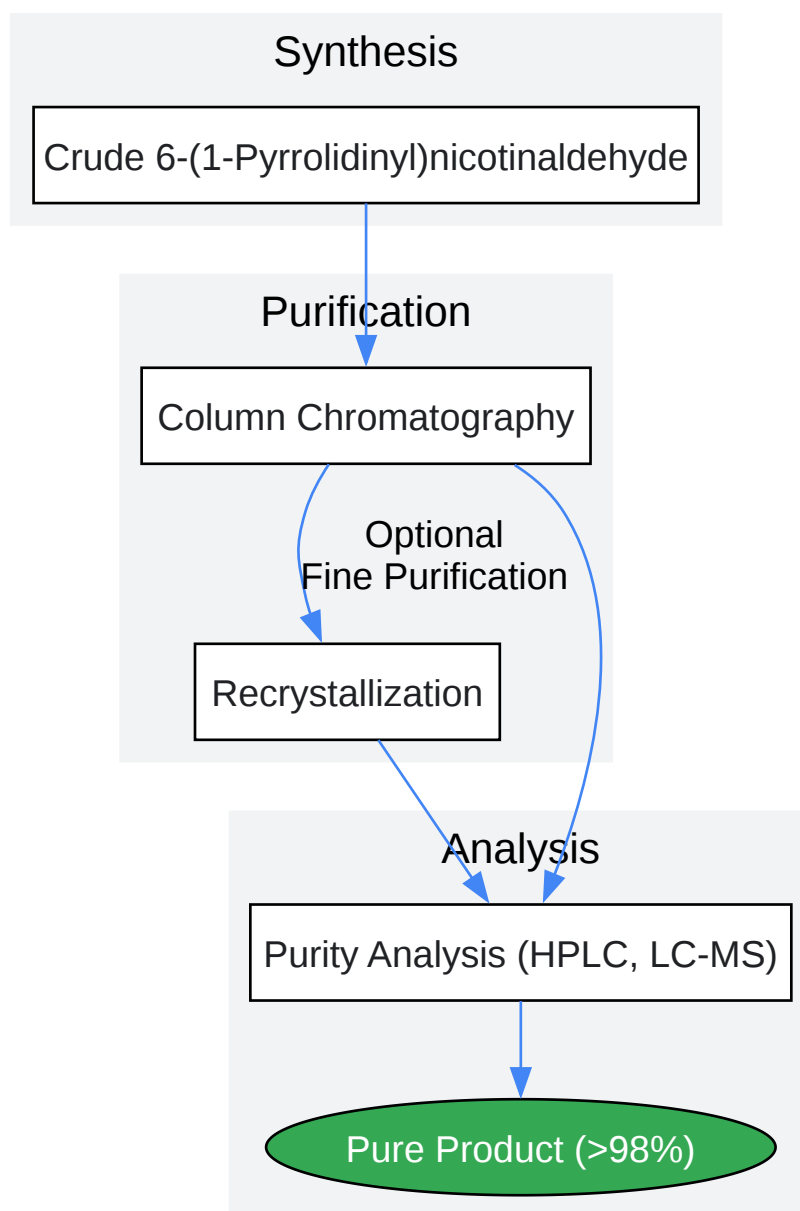 Synthesis
Crude 6-(1-Pyrrolidinyl)nicotinaldehyde
Purification
Column Chromatography
Optional
Fine Purification
Recrystallization
Analysis
Purity Analysis (HPLC, LC-MS)
Pure Product (>98%)